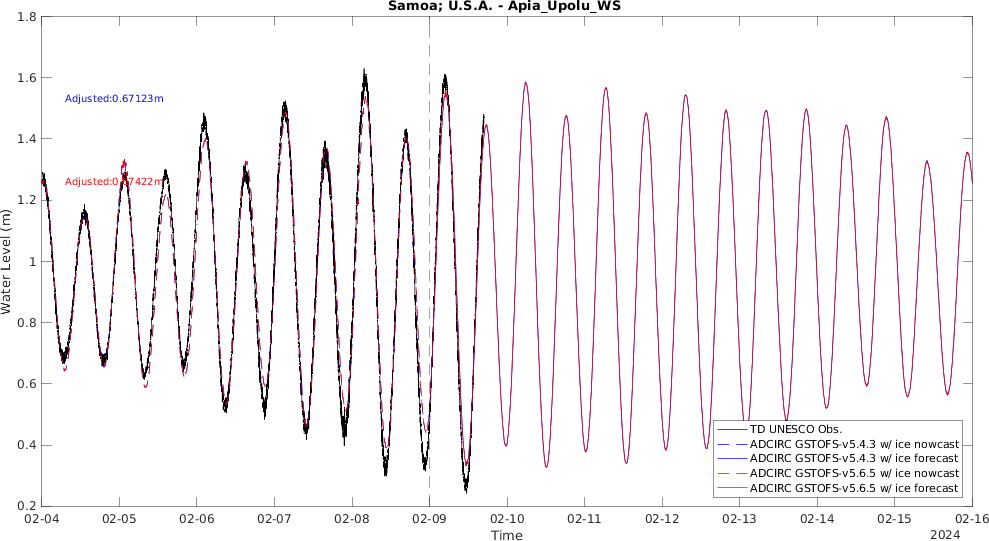 Samoa; U.S.A. - Apia_Upolu_WS
1.8
1.6
1.4
1.2
1
0.8
0.6
0.4
0.2
Water Level (m)
Adjusted:0.67123m
Adjusted:0.67422m
TD UNESCO Obs.
ADCIRC GSTOFS-v5.4.3 w/ ice nowcast
ADCIRC GSTOFS-v5.4.3 w/ ice forecast
ADCIRC GSTOFS-v5.6.5 w/ ice nowcast
ADCIRC GSTOFS-v5.6.5 w/ ice forecast
02-04 02-05 02-06 02-07 02-08 02-09 02-10 02-11 02-12 02-13 02-14 02-15 02-16
Time
2024